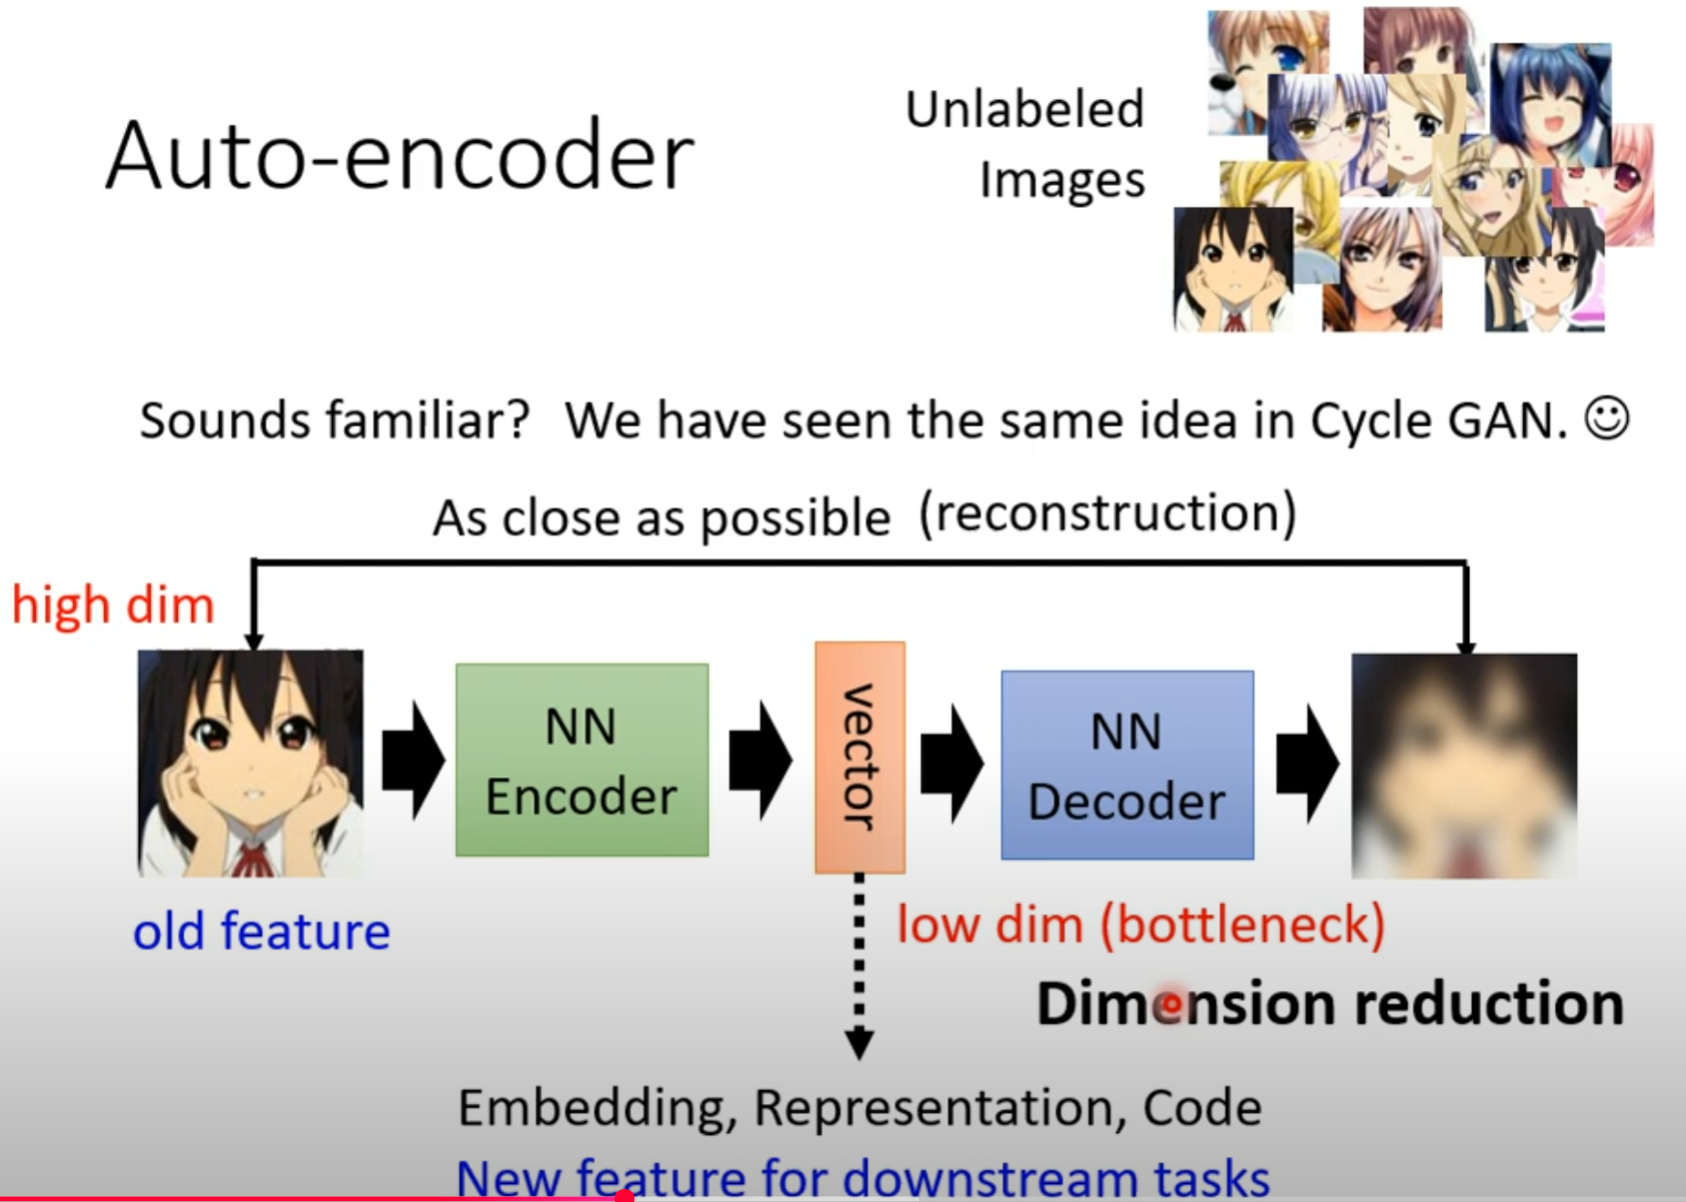 Auto-encoder
Unlabeled
Images
Sounds familiar? We have seen the same idea in Cycle GAN. ☺
As close as possible (reconstruction)
high dim
NN
Encoder
vector
NN
Decoder
old feature
low dim (bottleneck)
Dimension reduction
Embedding, Representation, Code
New feature for downstream tasks